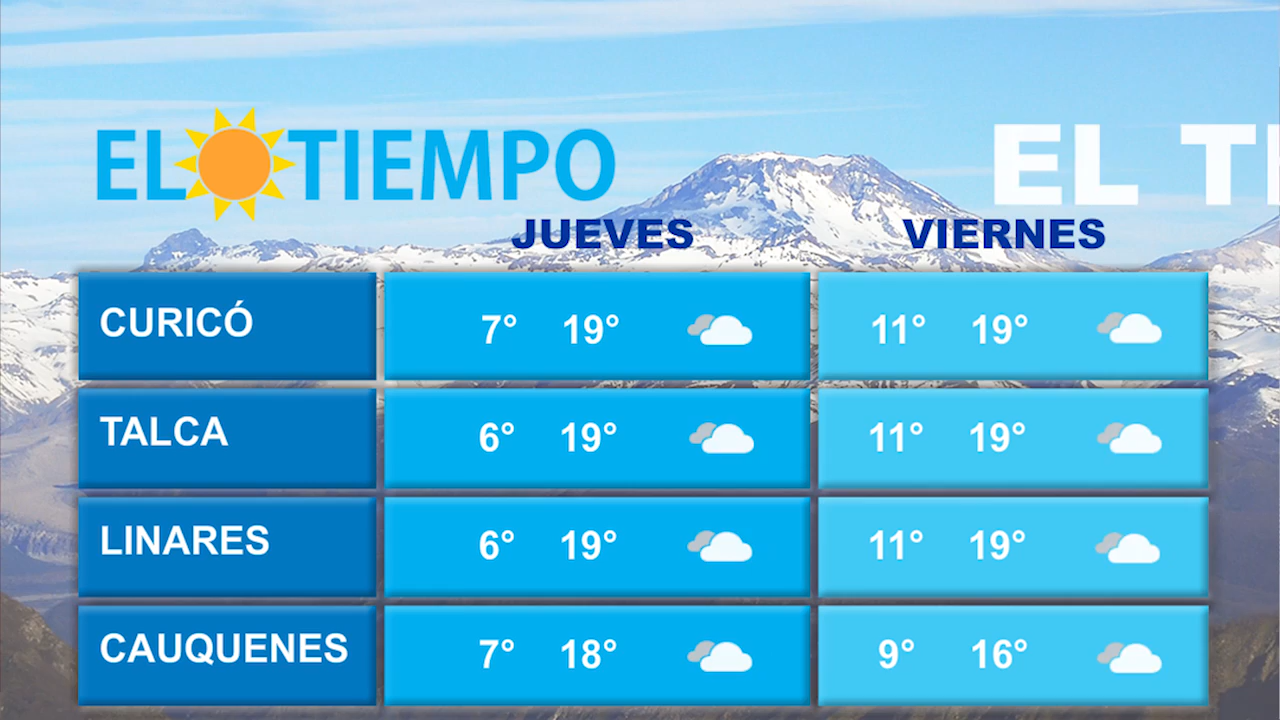 EL TIEMPO
EL TI
JUEVES VIERNES
CURICÓ 7° 19° 11° 19°
TALCA 6° 19° 11° 19°
LINARES 6° 19° 11° 19°
CAUQUENES 7° 18° 9° 16°